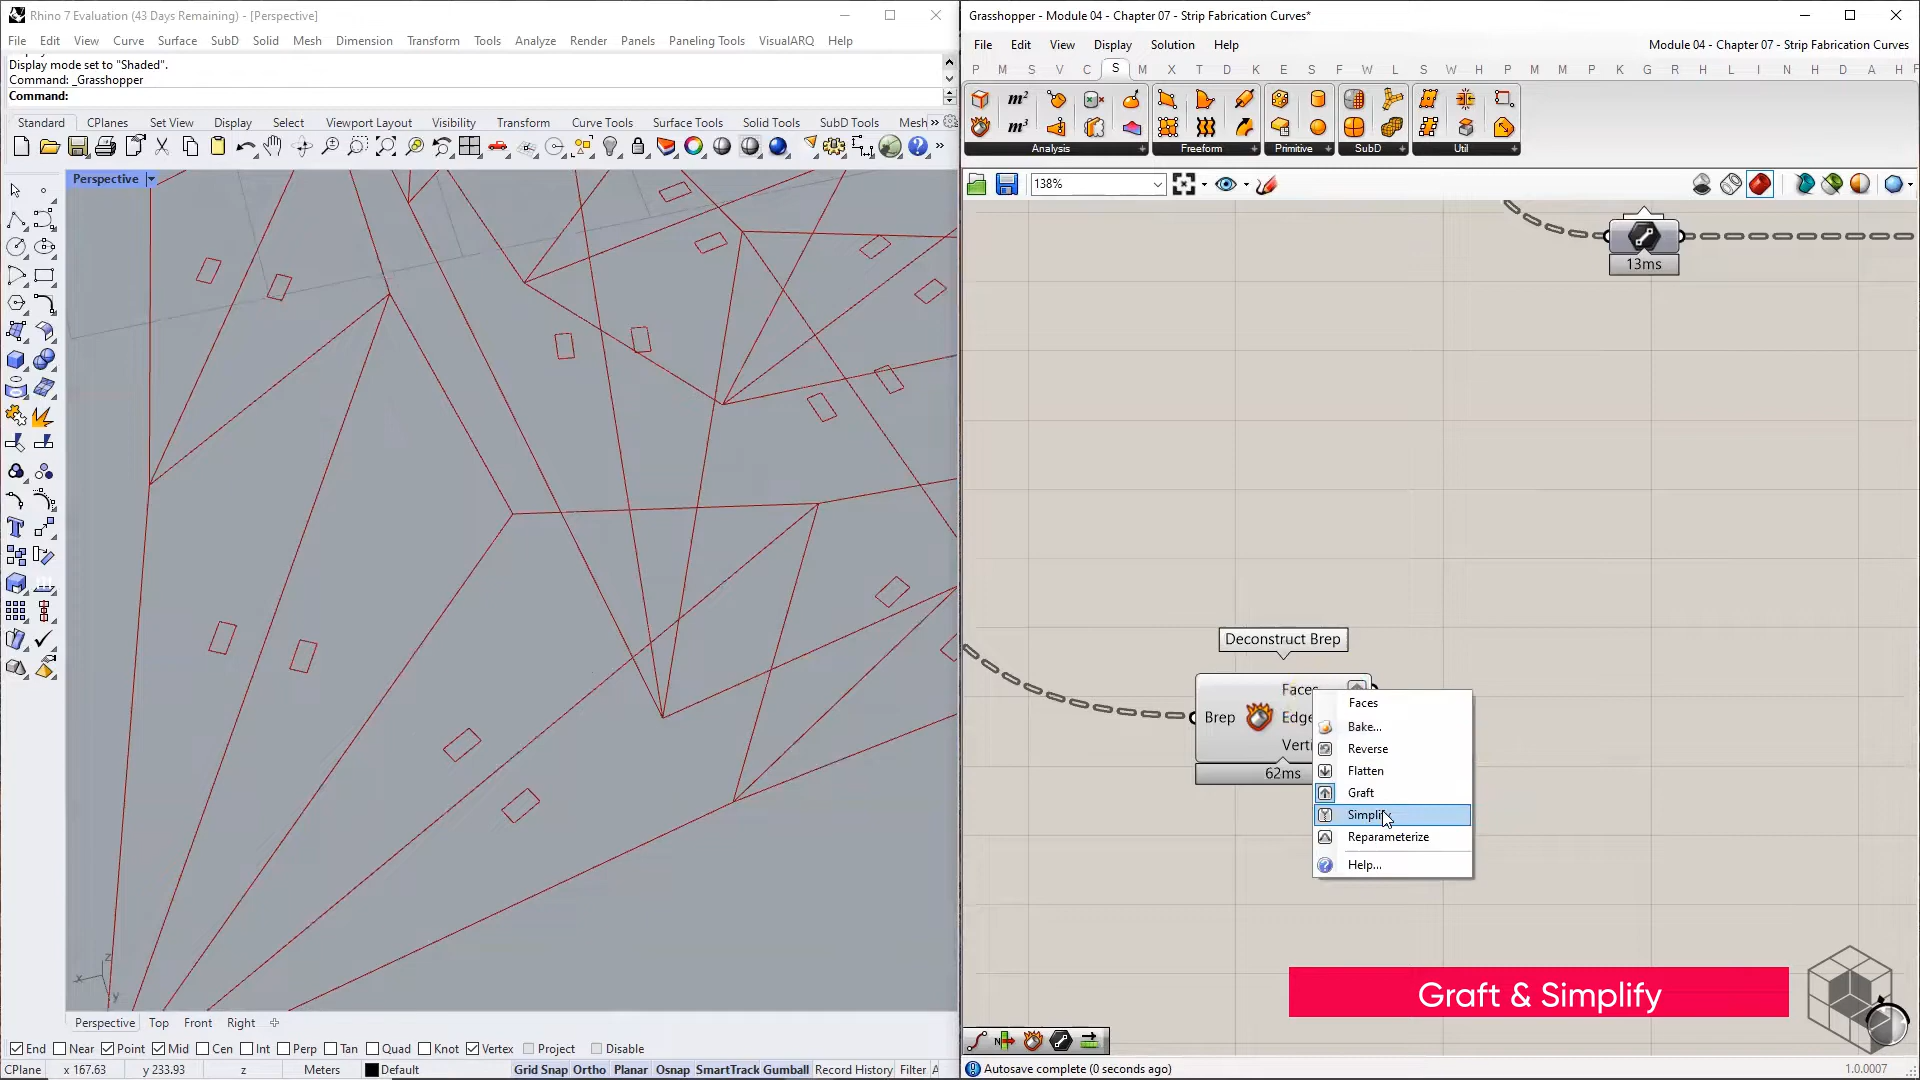 Rhino 7 Evaluation (43 Days Remaining) - [Perspective]
File Edit View Curve Surface SubD Solid Mesh Dimension Transform Tools Analyze Render Panels Paneling Tools VisualARQ Help
Display mode set to "Shaded".
Command: _Grasshopper
Command:
Standard CPlanes Set View Display Select Viewport Layout Visibility Transform Curve Tools Surface Tools Solid Tools SubD Tools Mesh »
Perspective
z
x
y
Perspective Top Front Right
End Near Point Mid Cen Int Perp Tan Quad Knot Vertex Project Disable
CPlane x 167.63 y 233.93 z Meters Default Grid Snap Ortho Planar Osnap SmartTrack Gumball Record History Filter A
Grasshopper - Module 04 - Chapter 07 - Strip Fabrication Curves*
File Edit View Display Solution Help Module 04 - Chapter 07 - Strip Fabrication Curves
P M S V C S M X T D K E S F W L S W H P M M P K G R H L I N H D A H F
m²
m³
Analysis Freeform Primitive SubD Util
138%
13ms
Deconstruct Brep
Faces
Brep Edge
Verti
62ms
Faces
Bake...
Reverse
Flatten
Graft
Simplify
Reparameterize
Help...
Graft & Simplify
Autosave complete (0 seconds ago) 1.0.0007